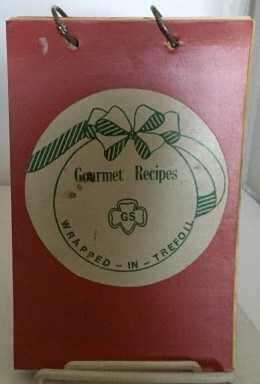 Gourmet Recipes
GS
WRAPPED - IN - TREFOIL